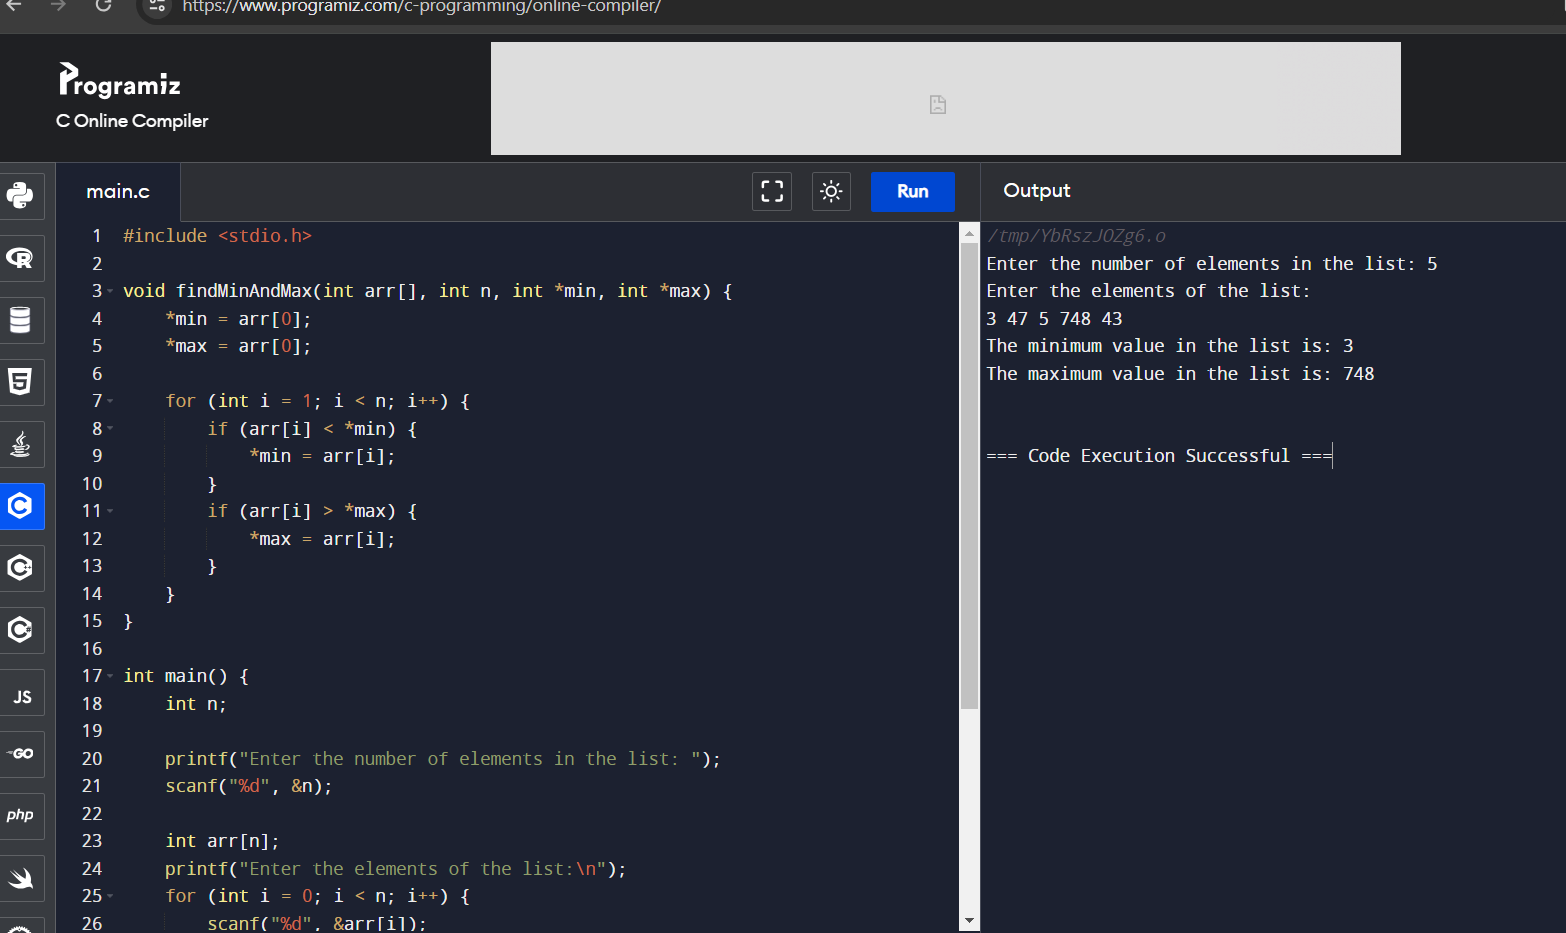 https://www.programiz.com/c-programming/online-compiler/
Programiz
C Online Compiler
main.c
Run
Output
1 #include <stdio.h>
2
3 void findMinAndMax(int arr[], int n, int *min, int *max) {
4     *min = arr[0];
5     *max = arr[0];
6
7     for (int i = 1; i < n; i++) {
8         if (arr[i] < *min) {
9             *min = arr[i];
10         }
11         if (arr[i] > *max) {
12             *max = arr[i];
13         }
14     }
15 }
16
17 int main() {
18     int n;
19
20     printf("Enter the number of elements in the list: ");
21     scanf("%d", &n);
22
23     int arr[n];
24     printf("Enter the elements of the list:\n");
25     for (int i = 0; i < n; i++) {
26         scanf("%d", &arr[i]);
/tmp/YbRszJOZg6.o
Enter the number of elements in the list: 5
Enter the elements of the list:
3 47 5 748 43
The minimum value in the list is: 3
The maximum value in the list is: 748
=== Code Execution Successful ===
R
5
C
C++
C#
JS
GO
php